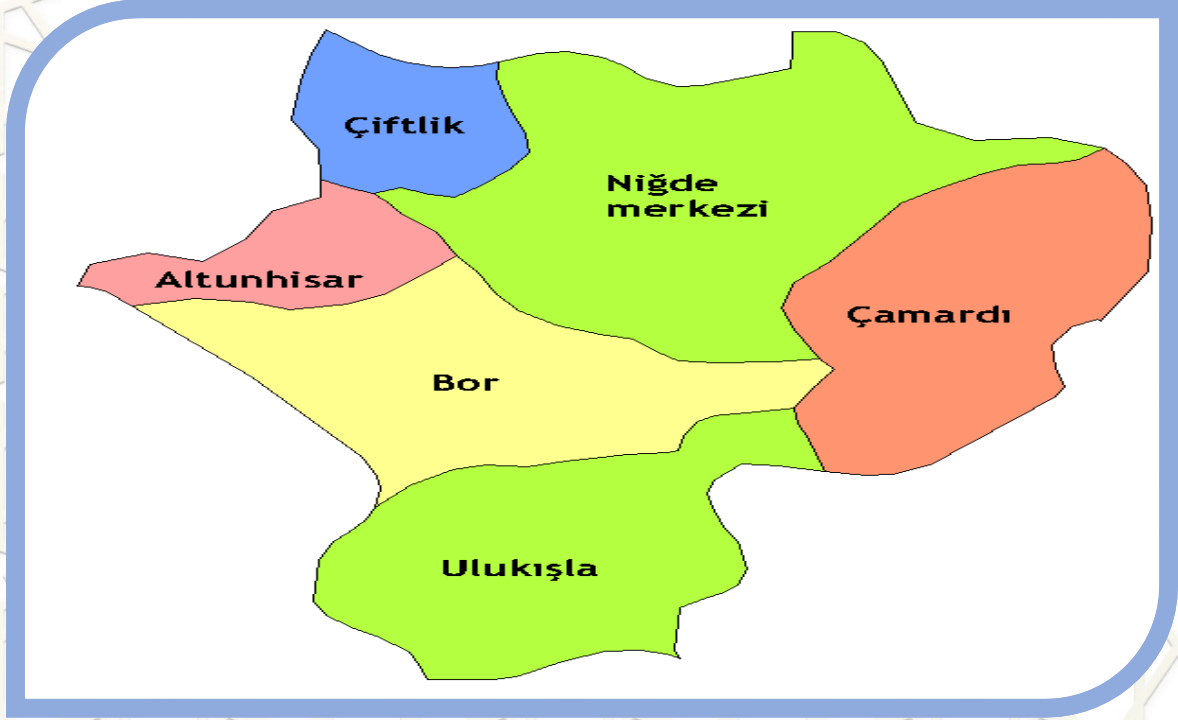 Çiftlik
Niğde
merkezi
Altunhisar
Çamardı
Bor
Ulukışla